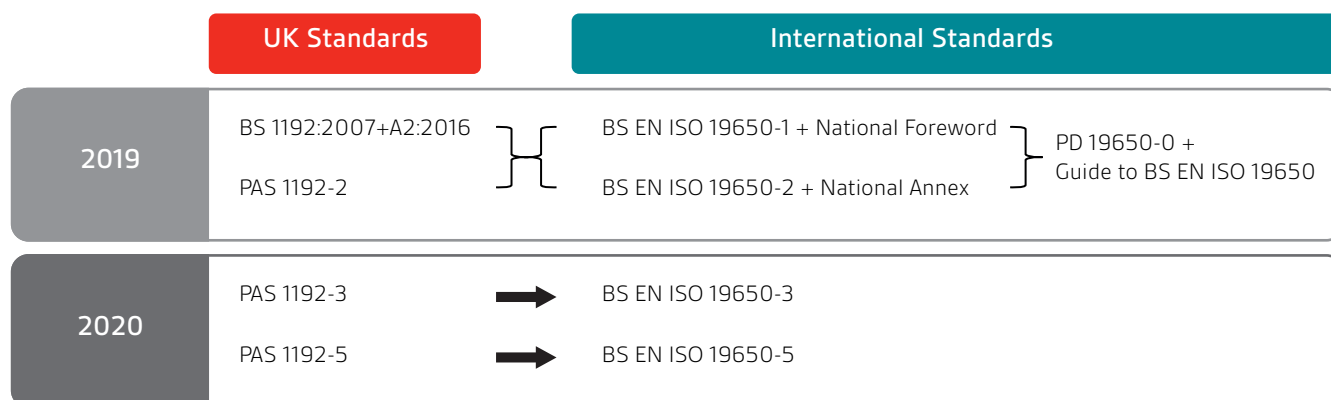 UK Standards
International Standards
2019
BS 1192:2007+A2:2016
BS EN ISO 19650-1 + National Foreword
PD 19650-0 +
Guide to BS EN ISO 19650
PAS 1192-2
BS EN ISO 19650-2 + National Annex
2020
PAS 1192-3
BS EN ISO 19650-3
PAS 1192-5
BS EN ISO 19650-5